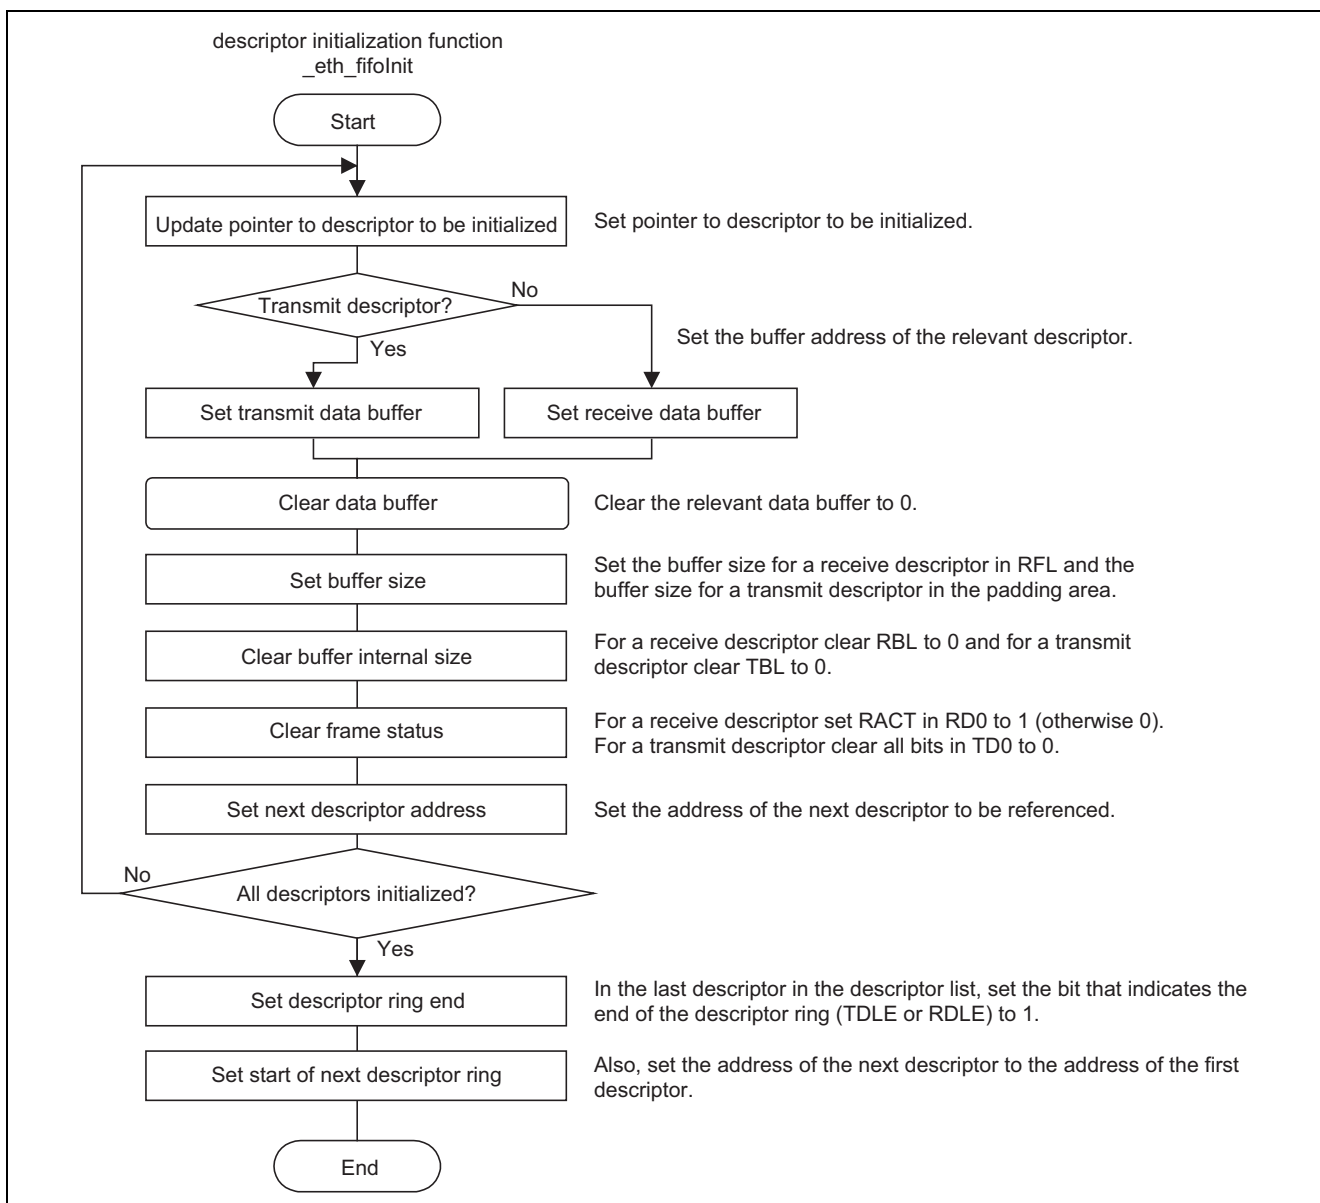 descriptor initialization function
_eth_fifoInit
Start
Update pointer to descriptor to be initialized
Set pointer to descriptor to be initialized.
Transmit descriptor?
No
Yes
Set the buffer address of the relevant descriptor.
Set transmit data buffer
Set receive data buffer
Clear data buffer
Clear the relevant data buffer to 0.
Set buffer size
Set the buffer size for a receive descriptor in RFL and the
buffer size for a transmit descriptor in the padding area.
Clear buffer internal size
For a receive descriptor clear RBL to 0 and for a transmit
descriptor clear TBL to 0.
Clear frame status
For a receive descriptor set RACT in RD0 to 1 (otherwise 0).
For a transmit descriptor clear all bits in TD0 to 0.
Set next descriptor address
Set the address of the next descriptor to be referenced.
No
All descriptors initialized?
Yes
Set descriptor ring end
In the last descriptor in the descriptor list, set the bit that indicates the
end of the descriptor ring (TDLE or RDLE) to 1.
Set start of next descriptor ring
Also, set the address of the next descriptor to the address of the first
descriptor.
End